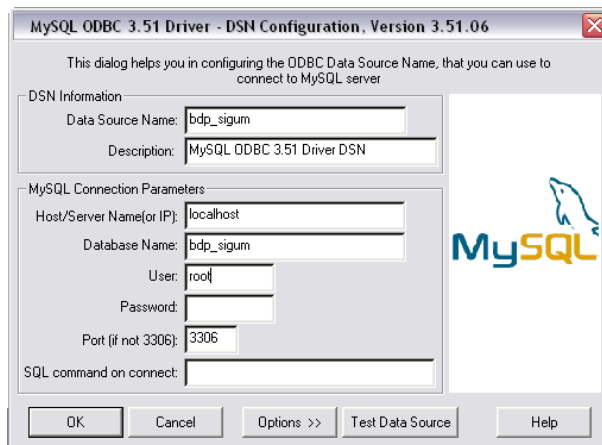 MySQL ODBC 3.51 Driver - DSN Configuration, Version 3.51.06
This dialog helps you in configuring the ODBC Data Source Name, that you can use to
connect to MySQL server
DSN Information
Data Source Name: bdp_sigum
Description: MySQL ODBC 3.51 Driver DSN
MySQL Connection Parameters
Host/Server Name(or IP): localhost
Database Name: bdp_sigum
User: root
Password:
Port (if not 3306): 3306
SQL command on connect:
MySQL
OK Cancel Options >> Test Data Source Help